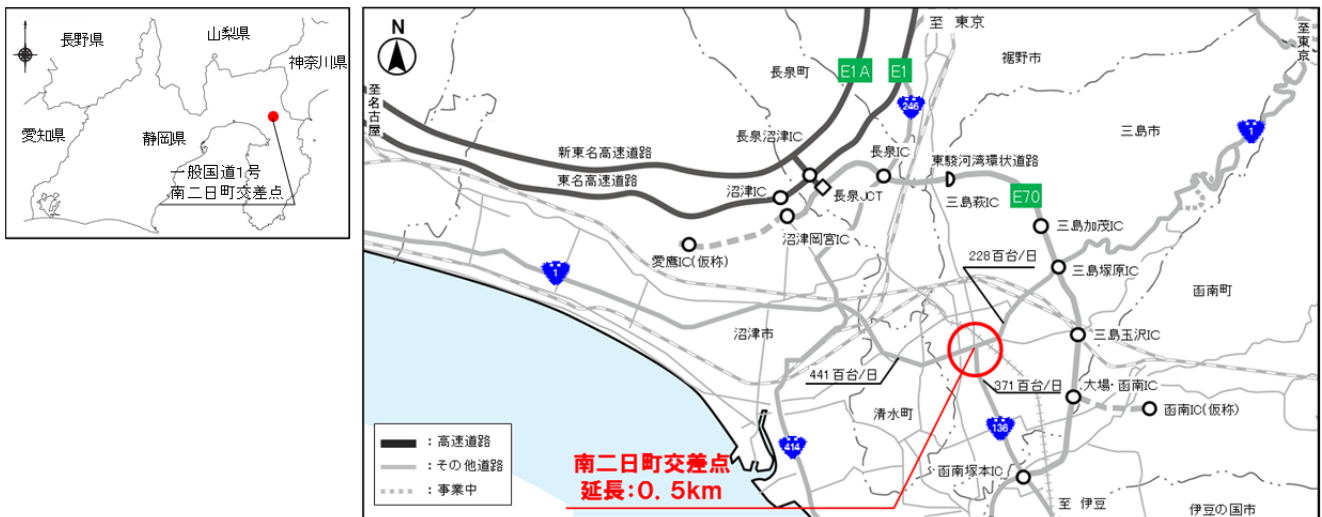 長野県
山梨県
神奈川県
愛知県
静岡県
一般国道1号
南二日町交差点
N
至 東京
至東京
裾野市
長泉町
E1A
E1
246
至名古屋
三島市
1
長泉沼津IC
長泉IC
新東名高速道路
東駿河湾環状道路
東名高速道路
沼津IC
長泉JCT
三島萩IC
E70
沼津岡宮IC
三島加茂IC
愛鷹IC(仮称)
228百台/日
三島塚原IC
1
函南町
沼津市
三島玉沢IC
441百台/日
371百台/日
大場・函南IC
清水町
函南IC(仮称)
136
414
：高速道路
：その他道路
：事業中
南二日町交差点
延長：0．5km
函南塚本IC
至 伊豆
伊豆の国市